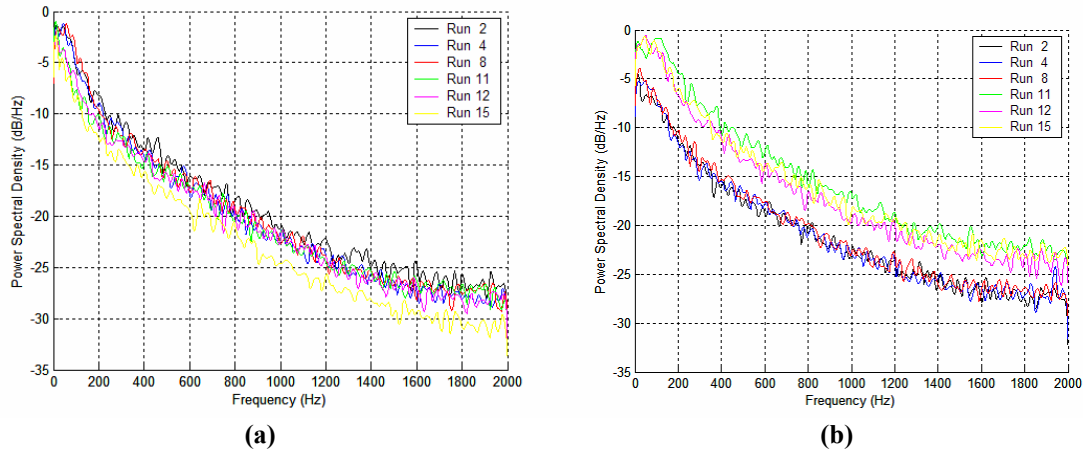 0
-5
-10
-15
-20
-25
-30
-35
Power Spectral Density (dB/Hz)
0 200 400 600 800 1000 1200 1400 1600 1800 2000
Frequency (Hz)
Run 2
Run 4
Run 8
Run 11
Run 12
Run 15
(a)
0
-5
-10
-15
-20
-25
-30
-35
Power Spectral Density (dB/Hz)
0 200 400 600 800 1000 1200 1400 1600 1800 2000
Frequency (Hz)
Run 2
Run 4
Run 8
Run 11
Run 12
Run 15
(b)